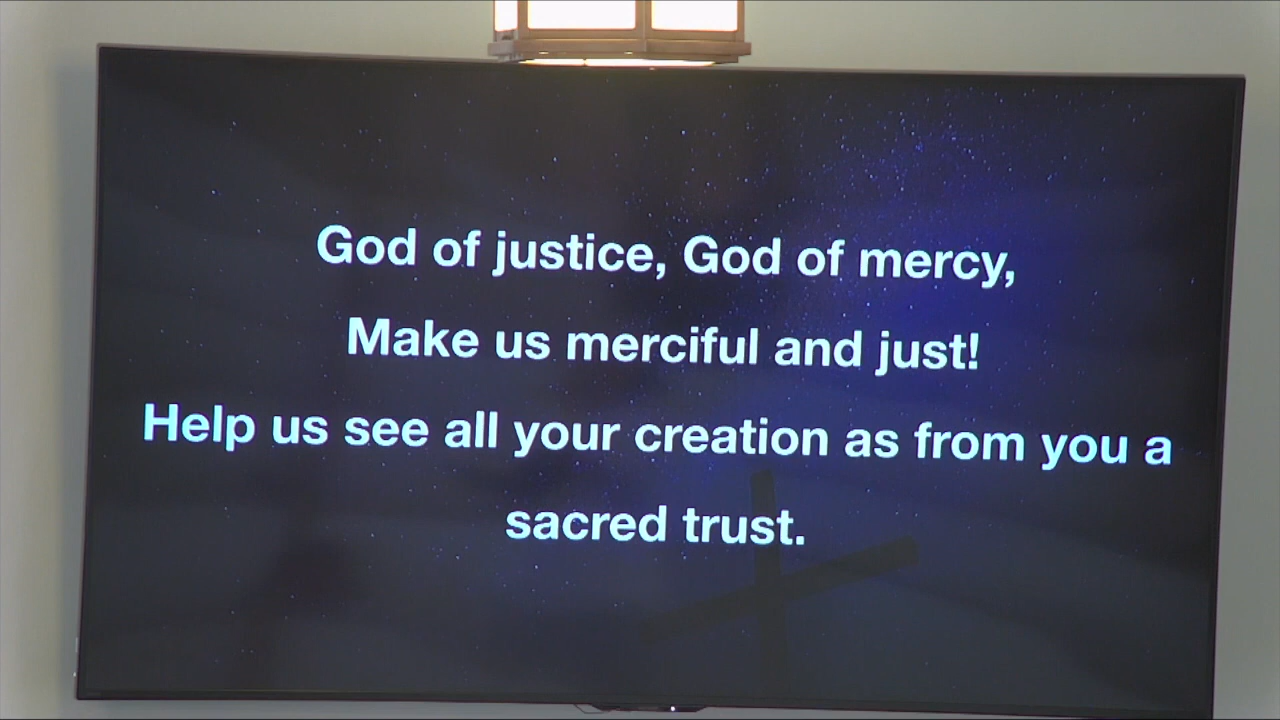 God of justice, God of mercy,
Make us merciful and just!
Help us see all your creation as from you a
sacred trust.